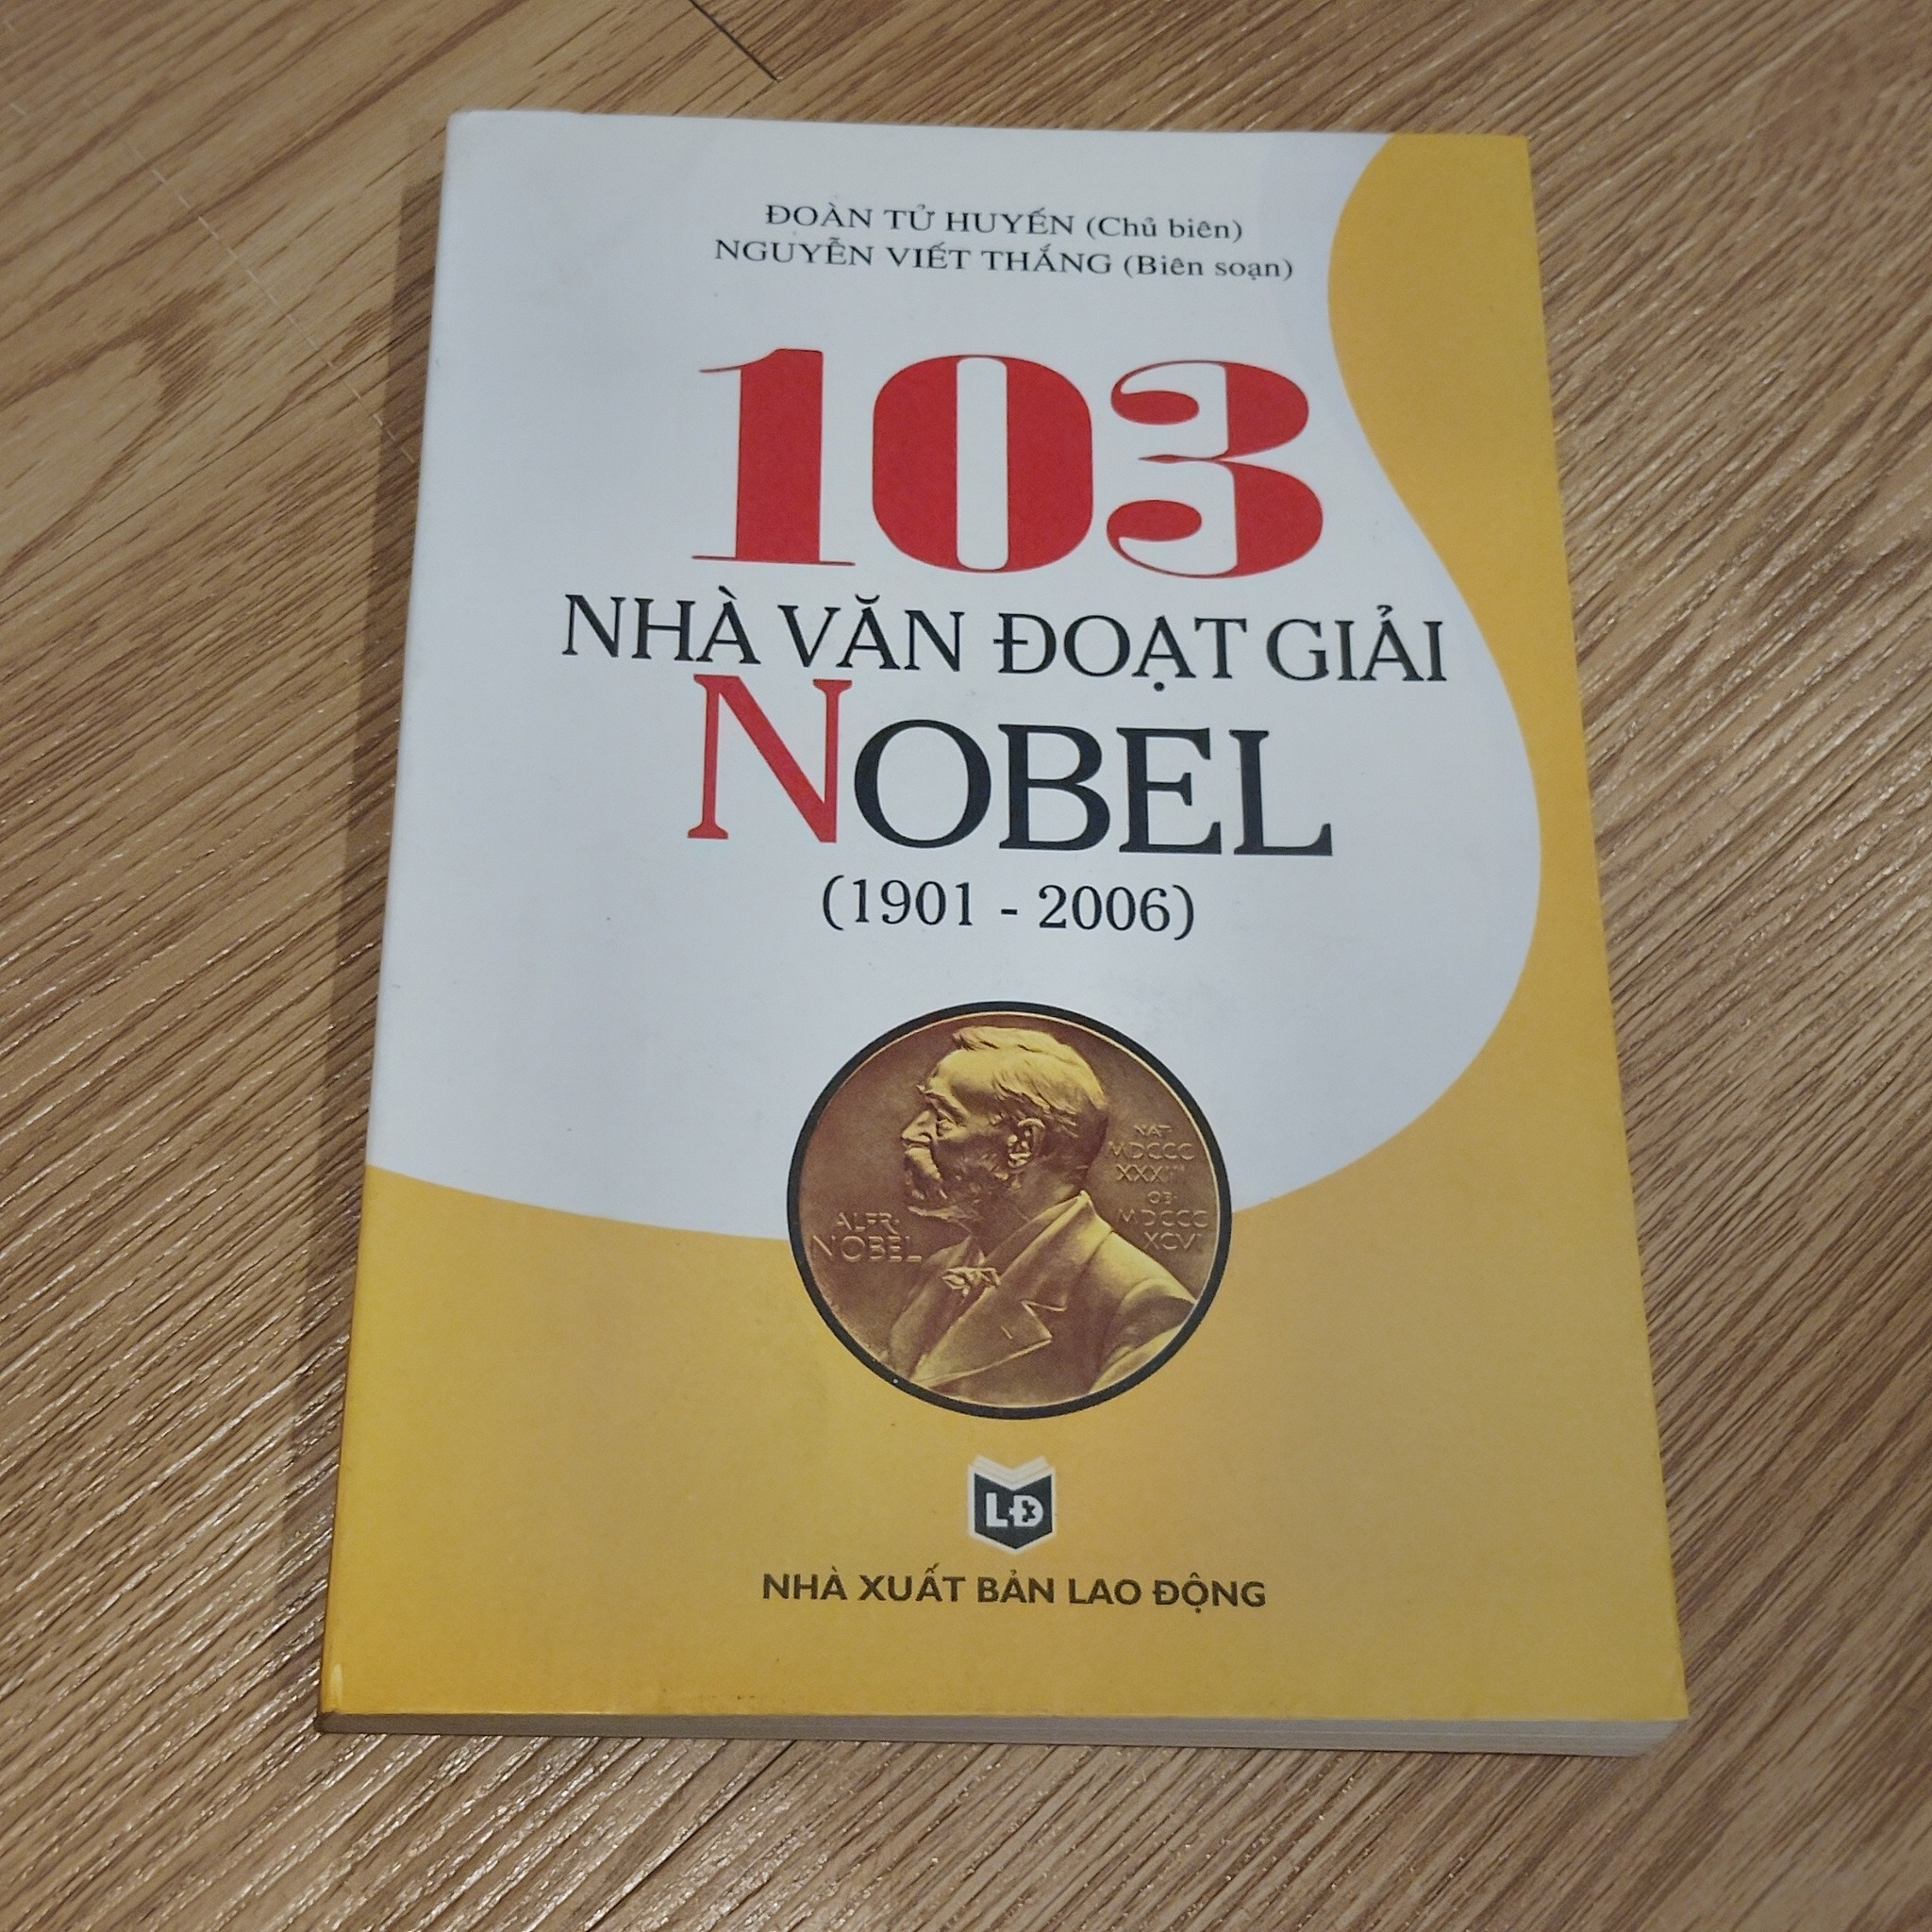 ĐOÀN TỬ HUYẾN (Chủ biên)
NGUYỄN VIẾT THẮNG (Biên soạn)
103
NHÀ VĂN ĐOẠT GIẢI
NOBEL
(1901 - 2006)
NAT·
MDCCC
XXXIII
OB·
MDCCC
XCVI
ALFR·
NOBEL
LĐ
NHÀ XUẤT BẢN LAO ĐỘNG